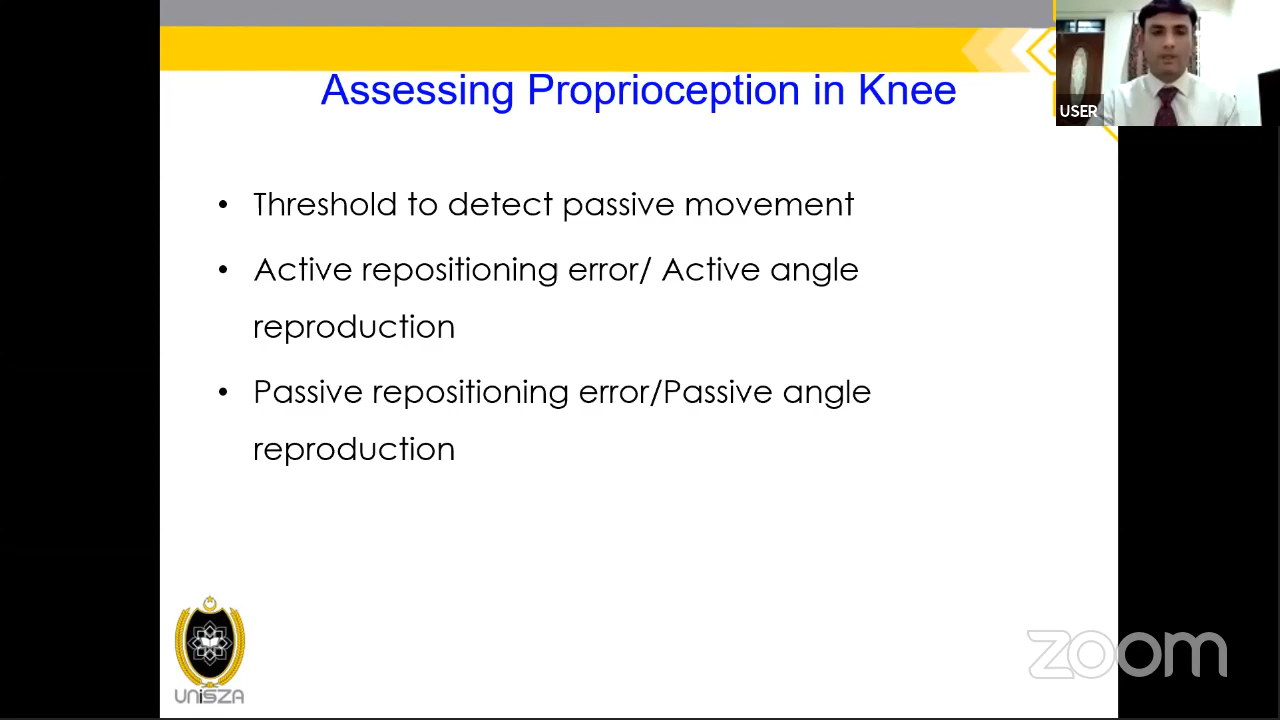 Assessing Proprioception in Knee
USER
• Threshold to detect passive movement
• Active repositioning error/ Active angle
reproduction
• Passive repositioning error/Passive angle
reproduction
UNiSZA
zoom